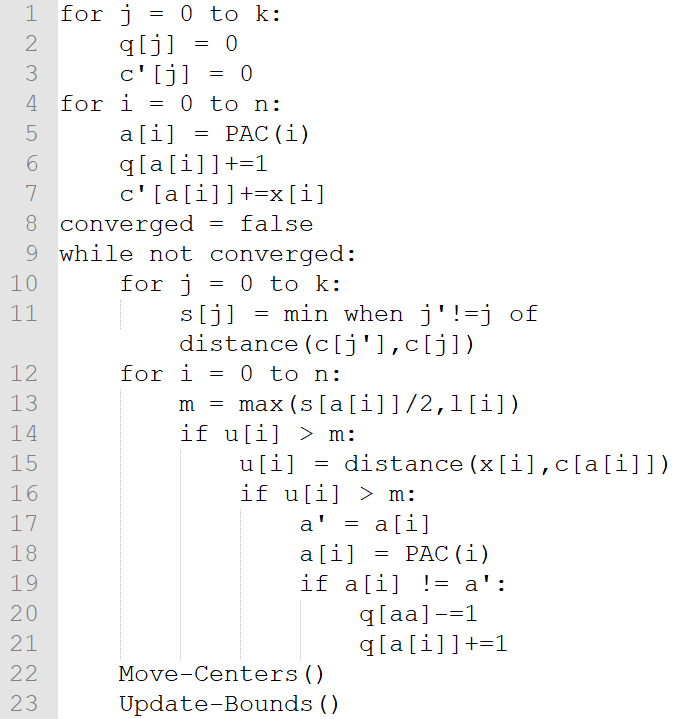 1 for j = 0 to k:
2 q[j] = 0
3 c'[j] = 0
4 for i = 0 to n:
5 a[i] = PAC(i)
6 q[a[i]]+=1
7 c'[a[i]]+=x[i]
8 converged = false
9 while not converged:
10 for j = 0 to k:
11 s[j] = min when j'!=j of
distance(c[j'],c[j])
12 for i = 0 to n:
13 m = max(s[a[i]]/2,l[i])
14 if u[i] > m:
15 u[i] = distance(x[i],c[a[i]])
16 if u[i] > m:
17 a' = a[i]
18 a[i] = PAC(i)
19 if a[i] != a':
20 q[aa]-=1
21 q[a[i]]+=1
22 Move-Centers()
23 Update-Bounds()